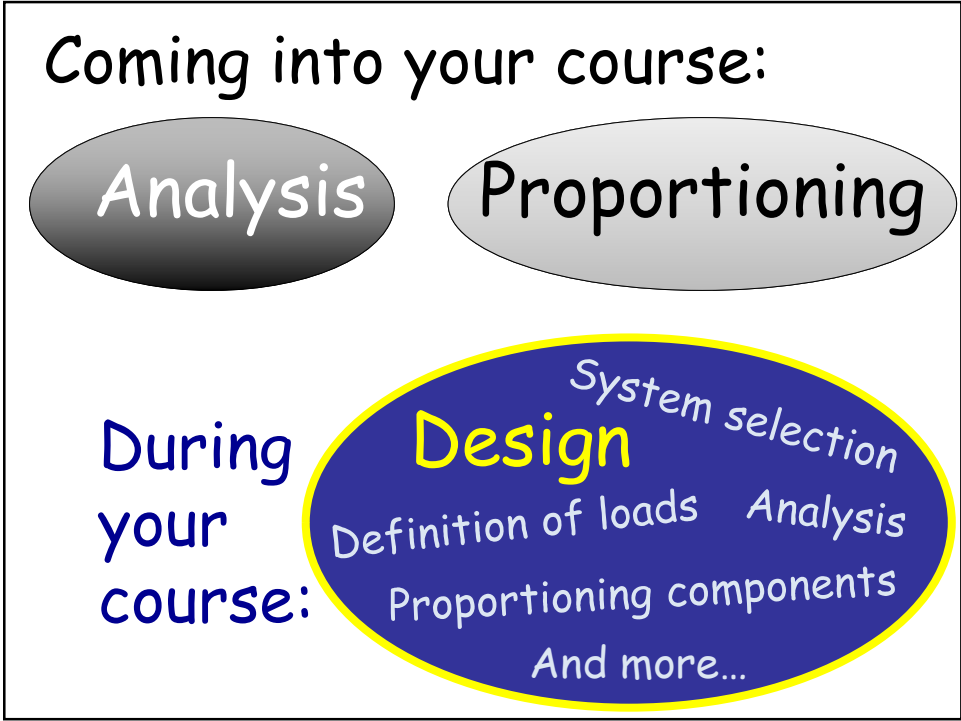 Coming into your course:
Analysis
Proportioning
During
your
course:
Design
System selection
Definition of loads
Analysis
Proportioning components
And more…